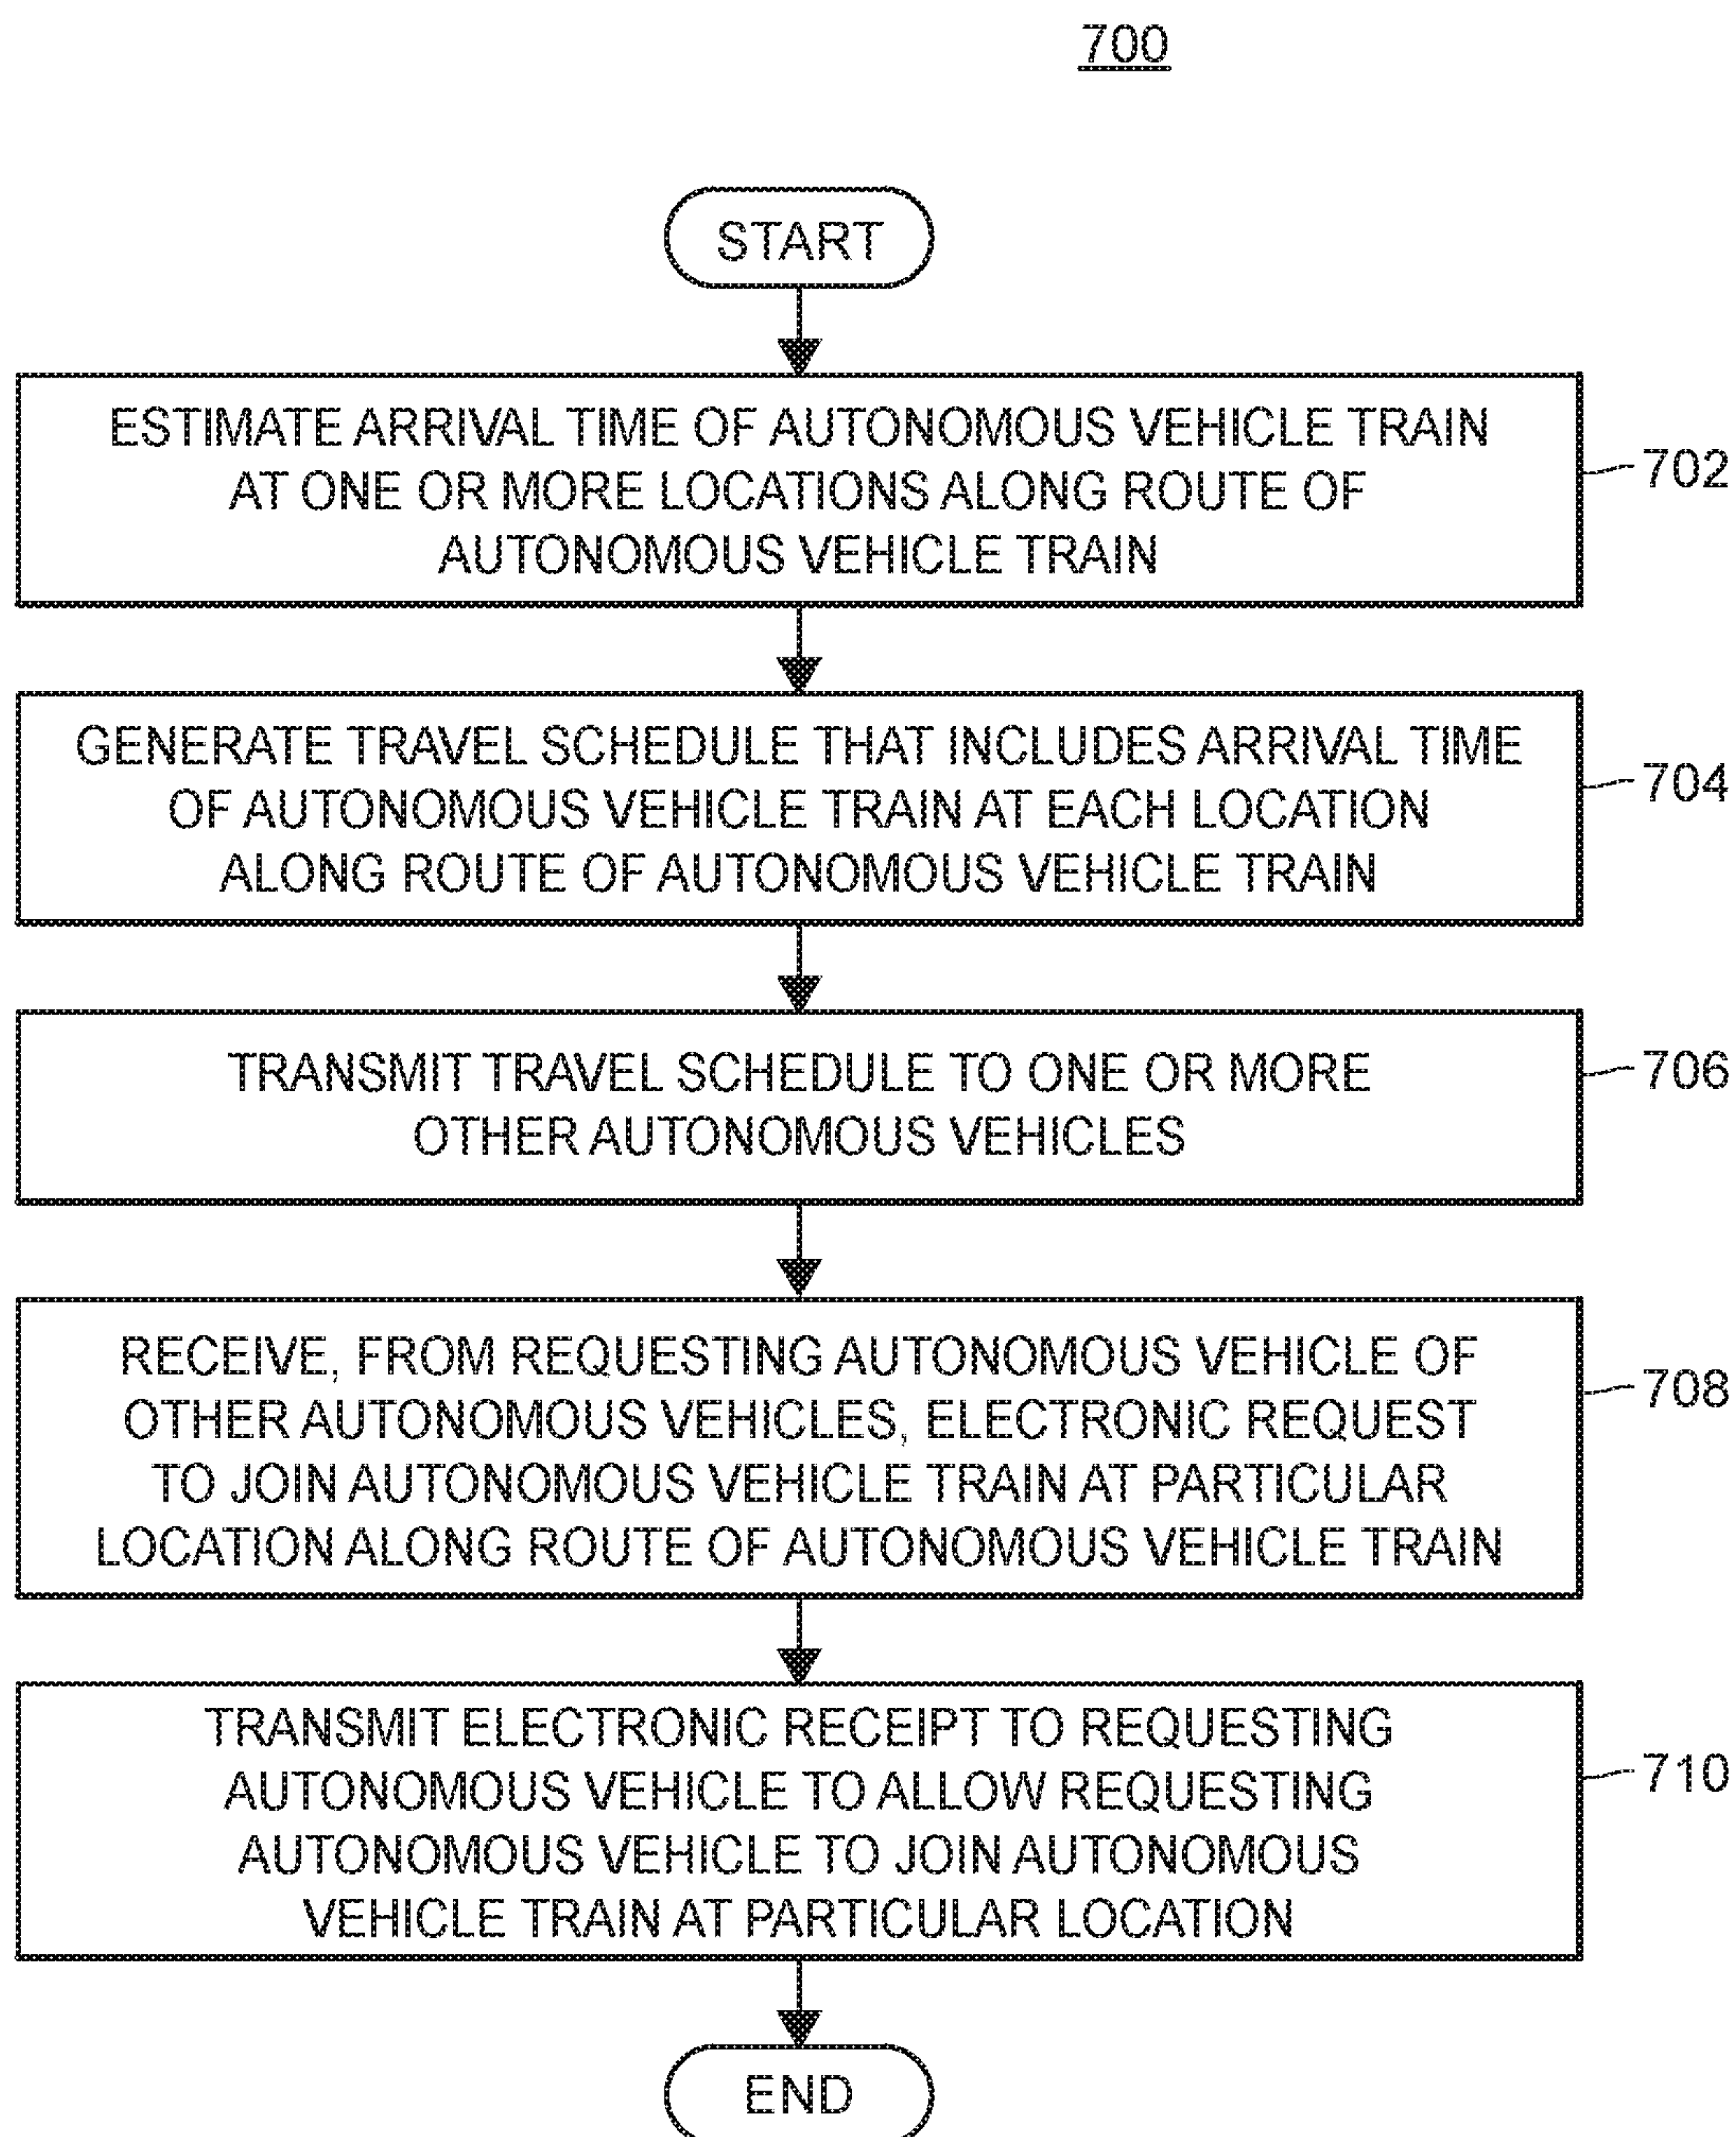 700
START
ESTIMATE ARRIVAL TIME OF AUTONOMOUS VEHICLE TRAIN
AT ONE OR MORE LOCATIONS ALONG ROUTE OF
AUTONOMOUS VEHICLE TRAIN
702
GENERATE TRAVEL SCHEDULE THAT INCLUDES ARRIVAL TIME
OF AUTONOMOUS VEHICLE TRAIN AT EACH LOCATION
ALONG ROUTE OF AUTONOMOUS VEHICLE TRAIN
704
TRANSMIT TRAVEL SCHEDULE TO ONE OR MORE
OTHER AUTONOMOUS VEHICLES
706
RECEIVE, FROM REQUESTING AUTONOMOUS VEHICLE OF
OTHER AUTONOMOUS VEHICLES, ELECTRONIC REQUEST
TO JOIN AUTONOMOUS VEHICLE TRAIN AT PARTICULAR
LOCATION ALONG ROUTE OF AUTONOMOUS VEHICLE TRAIN
708
TRANSMIT ELECTRONIC RECEIPT TO REQUESTING
AUTONOMOUS VEHICLE TO ALLOW REQUESTING
AUTONOMOUS VEHICLE TO JOIN AUTONOMOUS
VEHICLE TRAIN AT PARTICULAR LOCATION
710
END